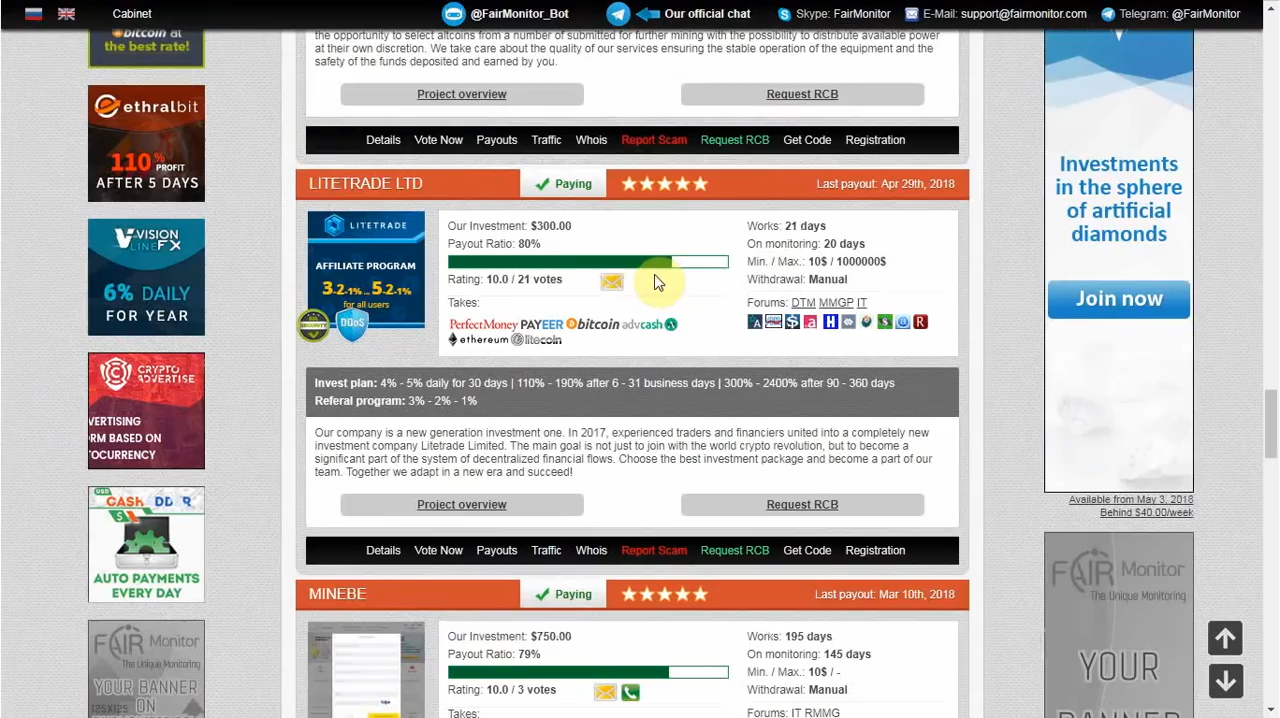 Cabinet
@FairMonitor_Bot
Our official chat
Skype: FairMonitor
E-Mail: support@fairmonitor.com
Telegram: @FairMonitor
bitcoin at
the best rate!
ethralbit
110% PROFIT
AFTER 5 DAYS
VISION
LINE FX
6% DAILY
FOR YEAR
CRYPTO
ADVERTISE
VERTISING
ORM BASED ON
TOCURRENCY
USD
CASH DDOR
AUTO PAYMENTS
EVERY DAY
FAIR Monitor
The Unique Monitoring
YOUR
BANNER
ON
125X125
the opportunity to select altcoins from a number of submitted for further mining with the possibility to distribute available power
at their own discretion. We take care about the quality of our services ensuring the stable operation of the equipment and the
safety of the funds deposited and earned by you.
Project overview
Request RCB
Details Vote Now Payouts Traffic Whois Report Scam Request RCB Get Code Registration
LITETRADE LTD
Paying
Last payout: Apr 29th, 2018
LITETRADE
AFFILIATE PROGRAM
3-2-1% ... 5-2-1%
for all users
SECURITY
DDoS
Our Investment: $300.00
Payout Ratio: 80%
Rating: 10.0 / 21 votes
Takes:
PerfectMoney PAYEER bitcoin advcash
ethereum litecoin
Works: 21 days
On monitoring: 20 days
Min. / Max.: 10$ / 1000000$
Withdrawal: Manual
Forums: DTM MMGP IT
Invest plan: 4% - 5% daily for 30 days | 110% - 190% after 6 - 31 business days | 300% - 2400% after 90 - 360 days
Referal program: 3% - 2% - 1%
Our company is a new generation investment one. In 2017, experienced traders and financiers united into a completely new
investment company Litetrade Limited. The main goal is not just to join with the world crypto revolution, but to become a
significant part of the system of decentralized financial flows. Choose the best investment package and become a part of our
team. Together we adapt in a new era and succeed!
Project overview
Request RCB
Details Vote Now Payouts Traffic Whois Report Scam Request RCB Get Code Registration
MINEBE
Paying
Last payout: Mar 10th, 2018
Our Investment: $750.00
Payout Ratio: 79%
Rating: 10.0 / 3 votes
Takes:
Works: 195 days
On monitoring: 145 days
Min. / Max.: 10$ / -
Withdrawal: Manual
Forums: IT RMMG
Investments
in the sphere
of artificial
diamonds
Join now
Available from May 3, 2018
Behind $40.00/week
FAIR Monitor
The Unique Monitoring
YOUR
BANNER